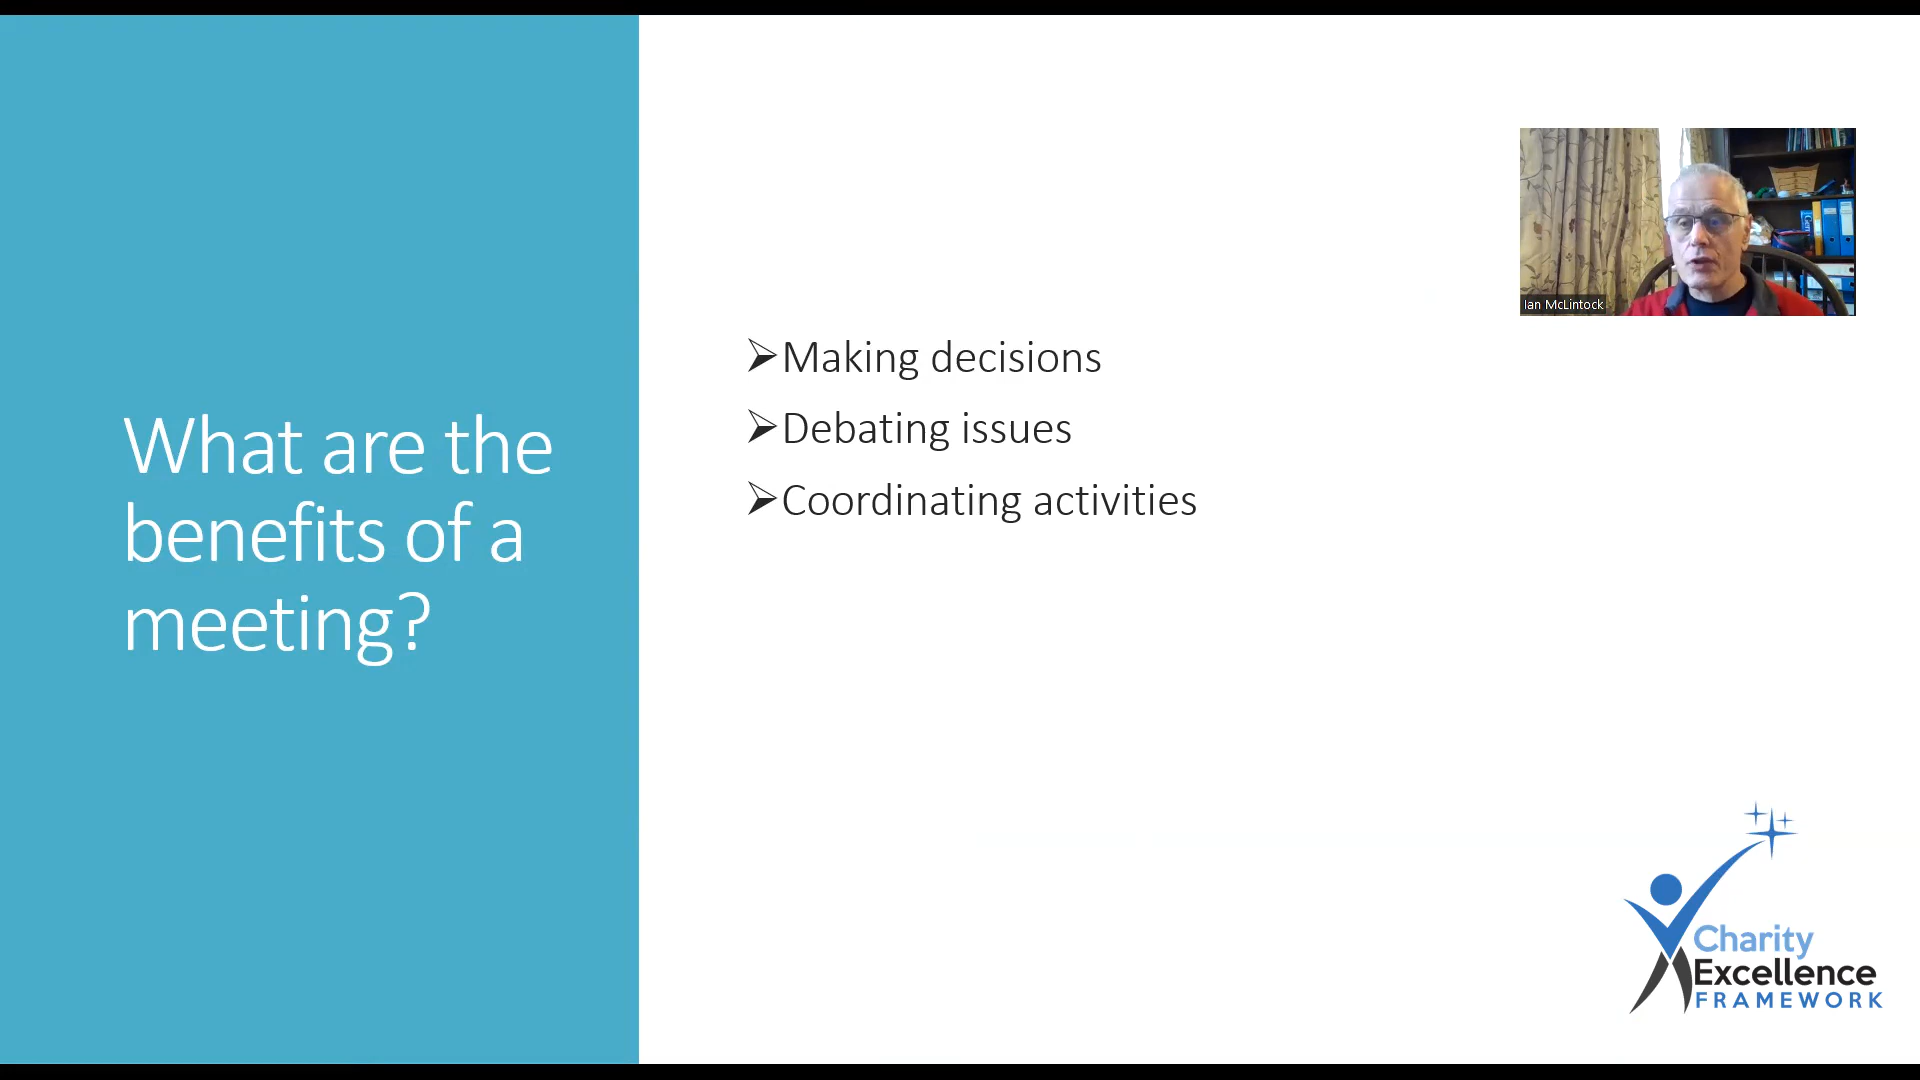 What are the
benefits of a
meeting?
➢Making decisions
➢Debating issues
➢Coordinating activities
Ian McLintock
Charity
Excellence
FRAMEWORK